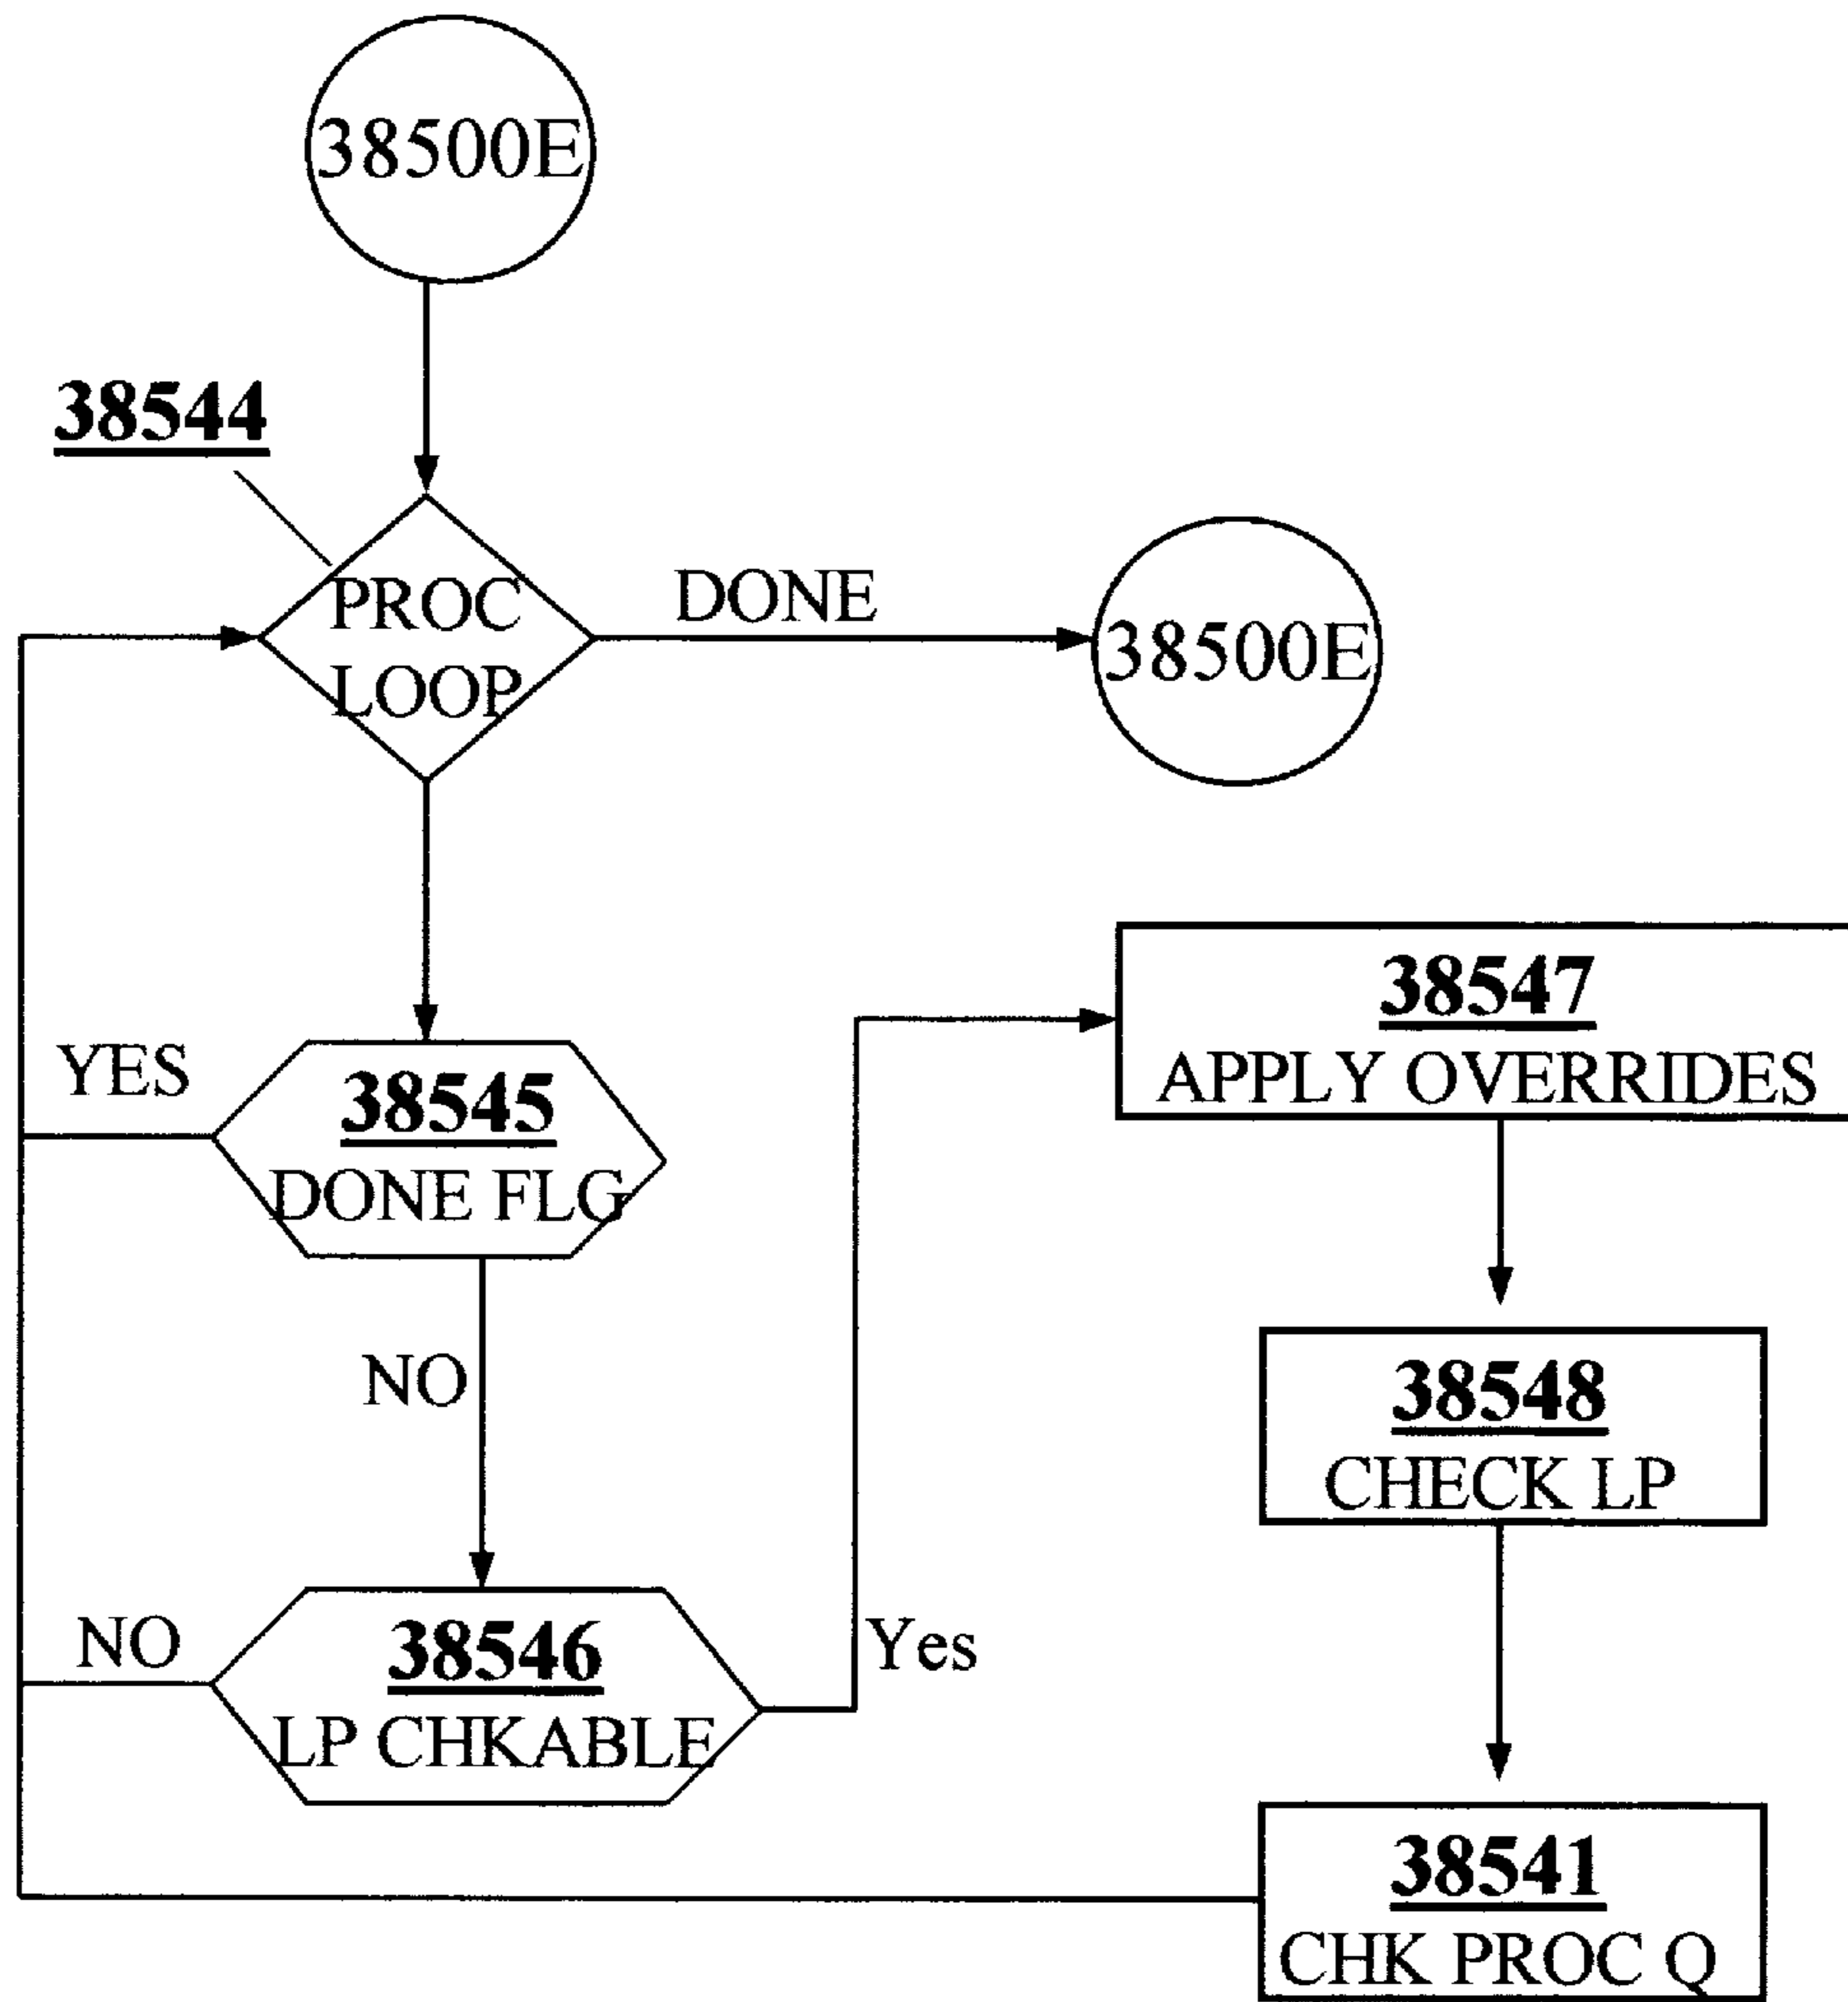 38500E
38544
PROC
LOOP
DONE
38500E
YES
38545
DONE FLG
NO
38547
APPLY OVERRIDES
38548
CHECK LP
NO
38546
LP CHKABLE
Yes
38541
CHK PROC Q